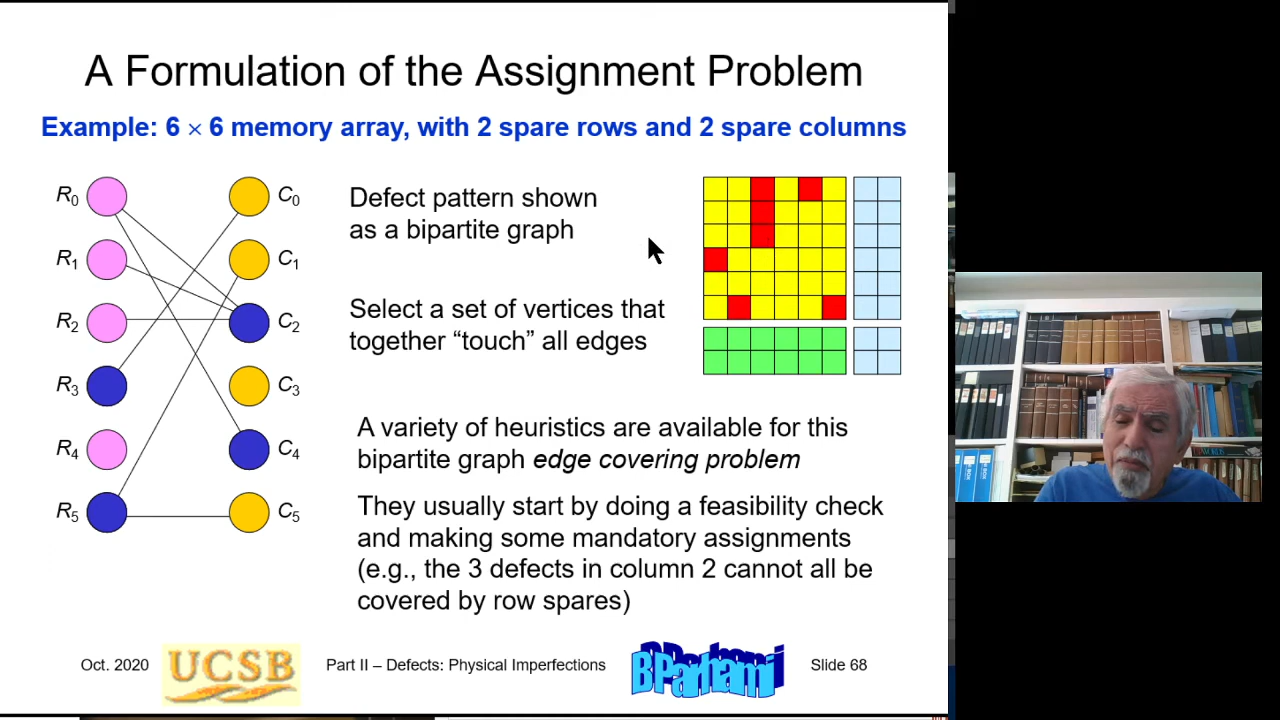 A Formulation of the Assignment Problem
Example: 6 × 6 memory array, with 2 spare rows and 2 spare columns
R0
C0
R1
C1
R2
C2
R3
C3
R4
C4
R5
C5
Defect pattern shown
as a bipartite graph
Select a set of vertices that
together “touch” all edges
A variety of heuristics are available for this
bipartite graph edge covering problem
They usually start by doing a feasibility check
and making some mandatory assignments
(e.g., the 3 defects in column 2 cannot all be
covered by row spares)
Oct. 2020
UCSB
Part II – Defects: Physical Imperfections
BParhami
Slide 68